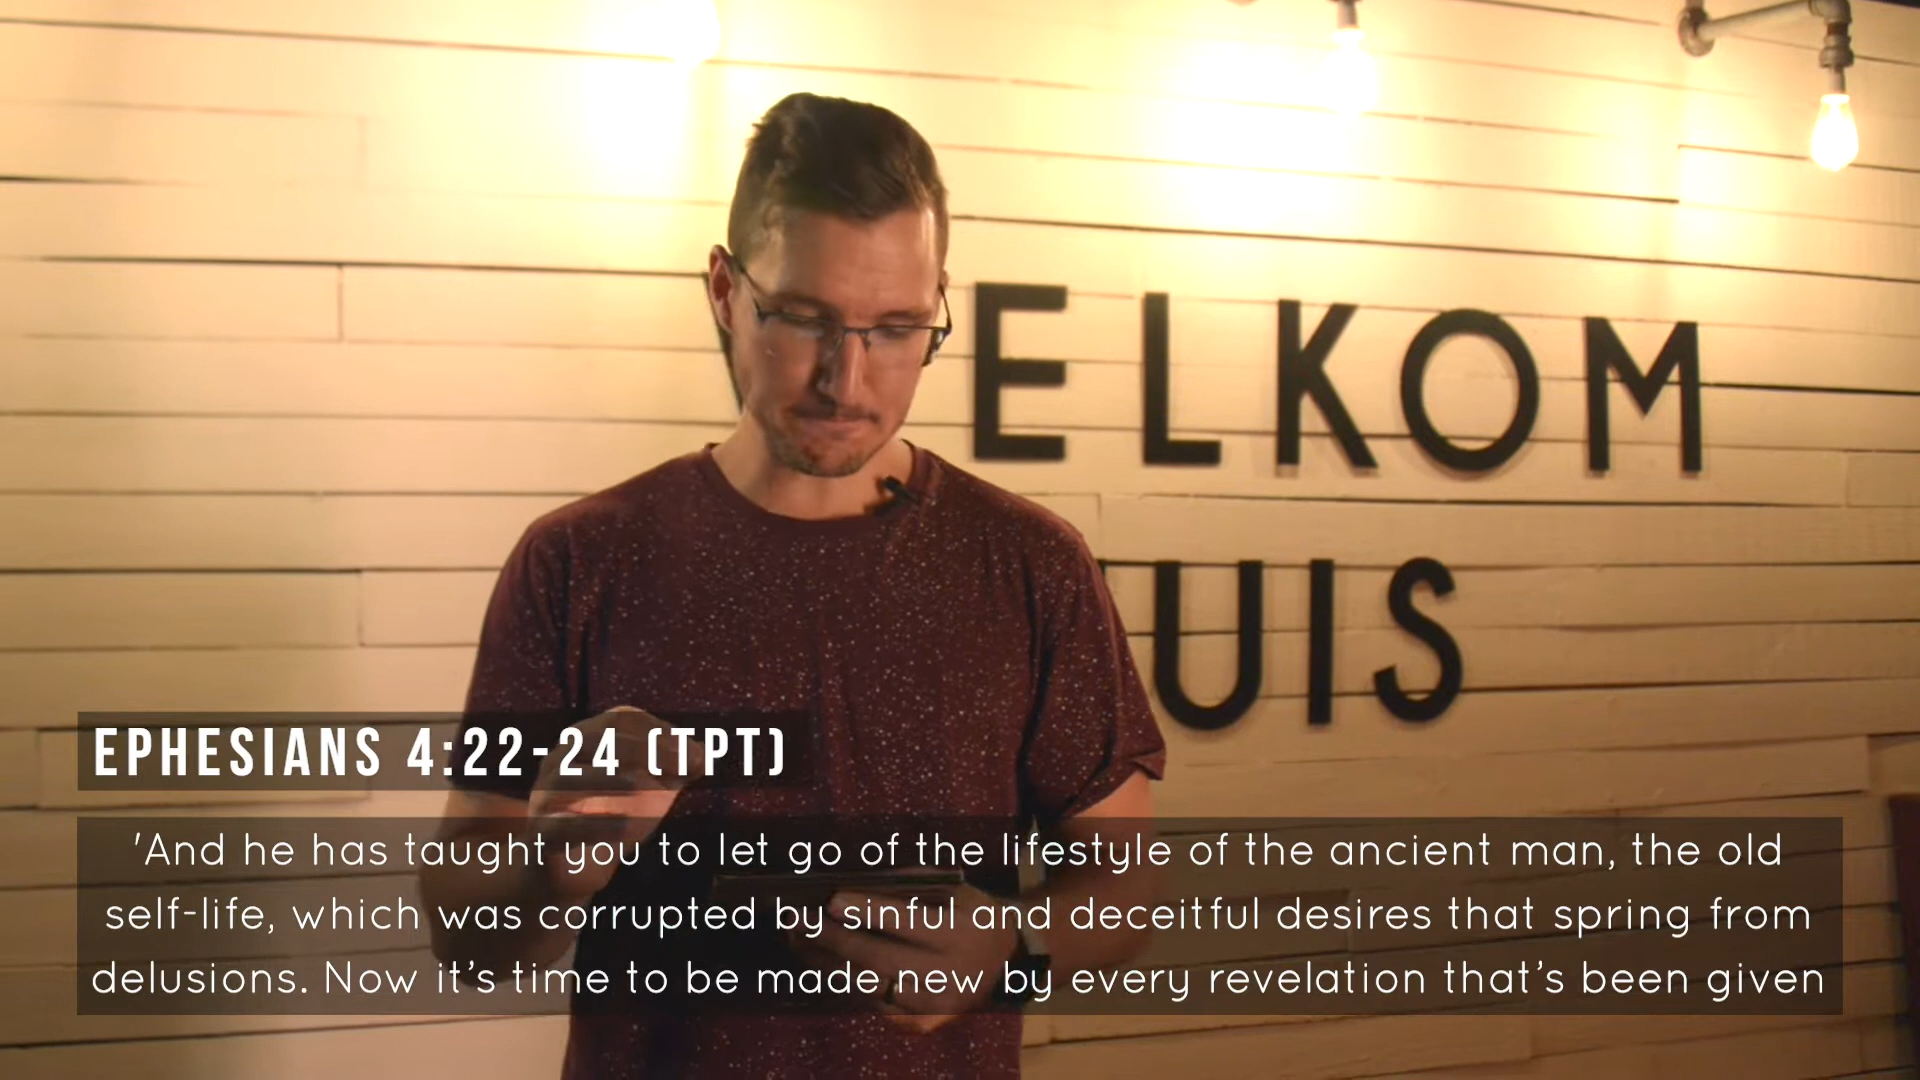 ELKOM
TUIS
EPHESIANS 4:22-24 (TPT)
'And he has taught you to let go of the lifestyle of the ancient man, the old
self-life, which was corrupted by sinful and deceitful desires that spring from
delusions. Now it’s time to be made new by every revelation that’s been given